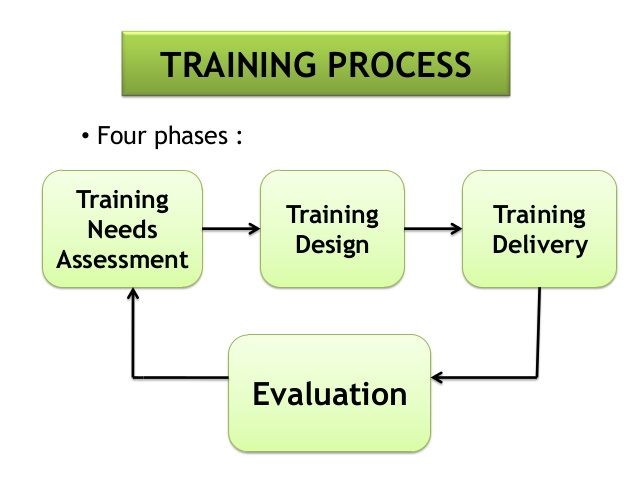 TRAINING PROCESS
• Four phases :
Training
Needs
Assessment
Training
Design
Training
Delivery
Evaluation